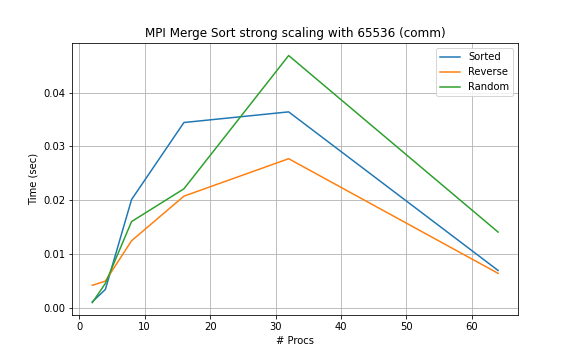 MPI Merge Sort strong scaling with 65536 (comm)
Sorted
Reverse
Random
Time (sec)
0.04
0.03
0.02
0.01
0.00
0
10
20
30
40
50
60
# Procs